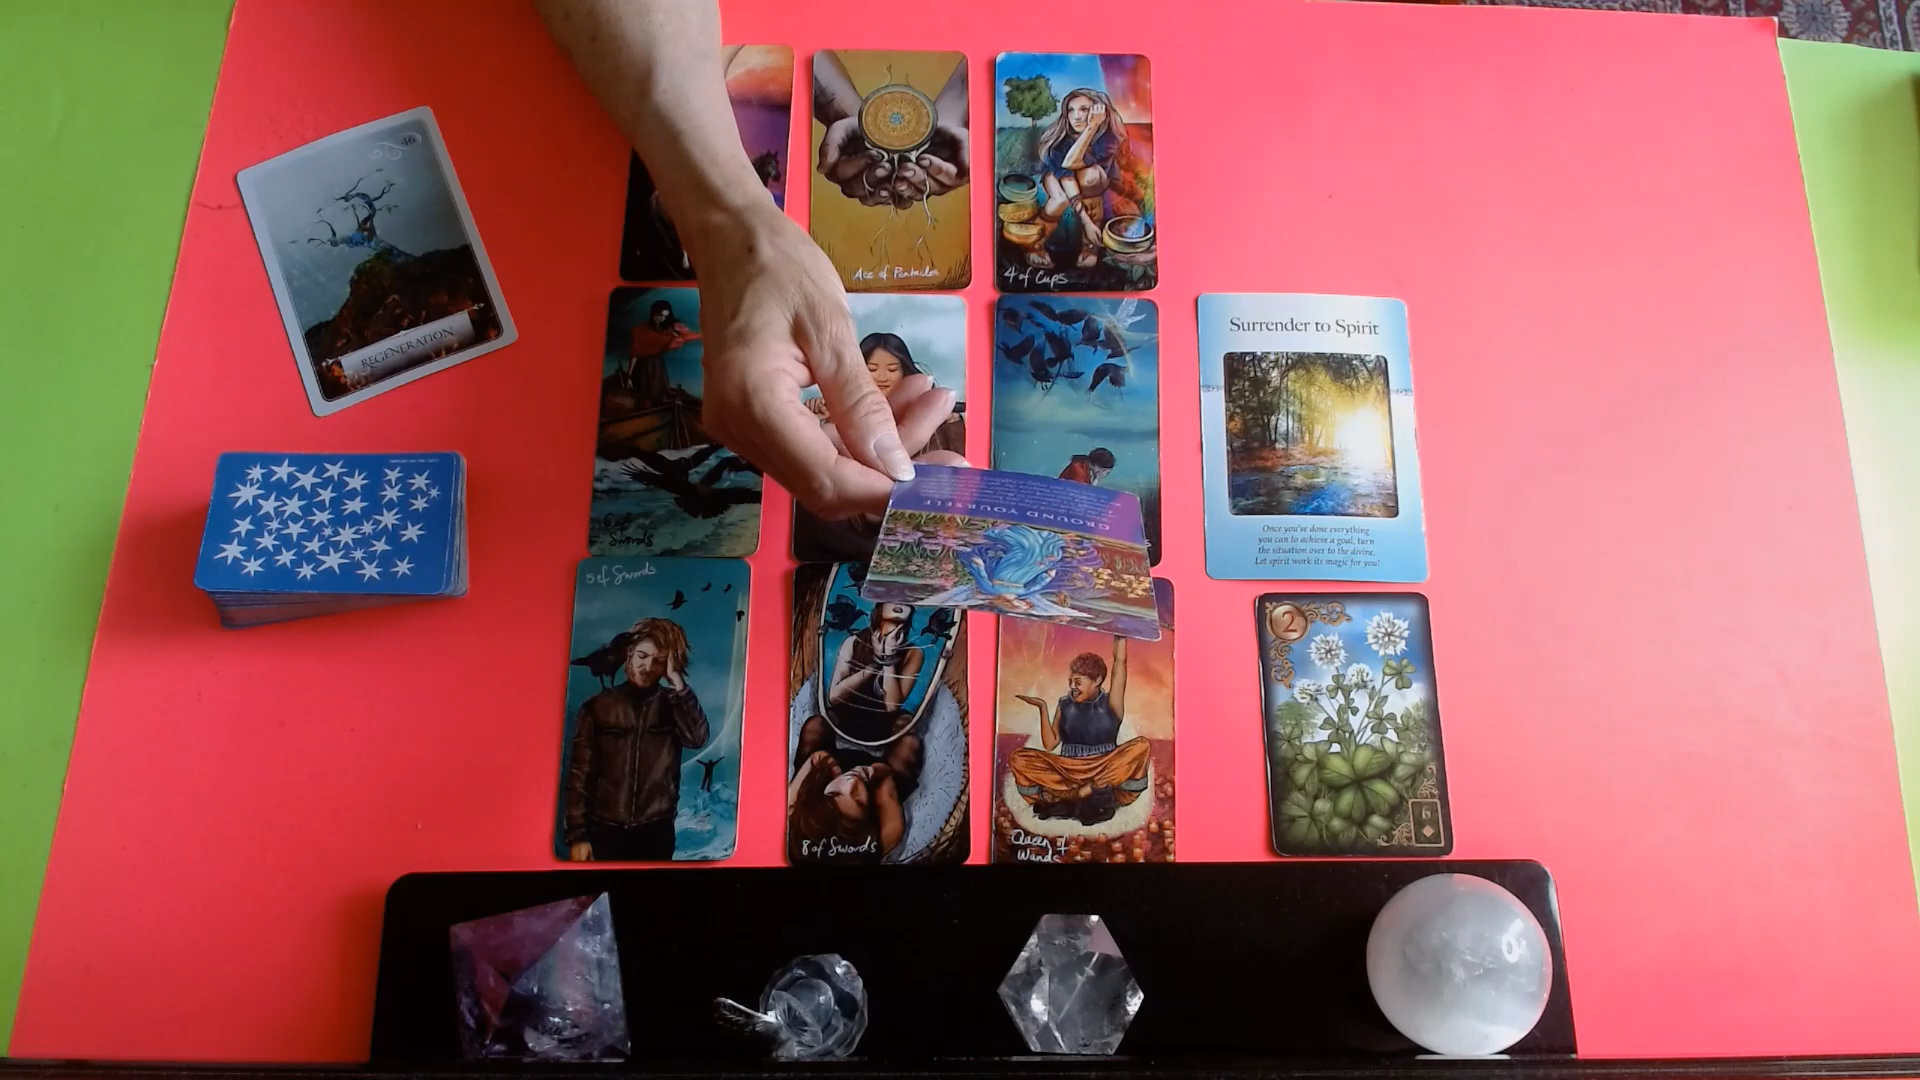 46
REGENERATION
Ace of Pentacles
4 of Cups
Surrender to Spirit
Once you've done everything
you can to achieve a goal, turn
the situation over to the divine.
Let spirit work its magic for you!
Swords
GROUND YOURSELF
5 of Swords
8 of Swords
Queen of
Wands
2
6